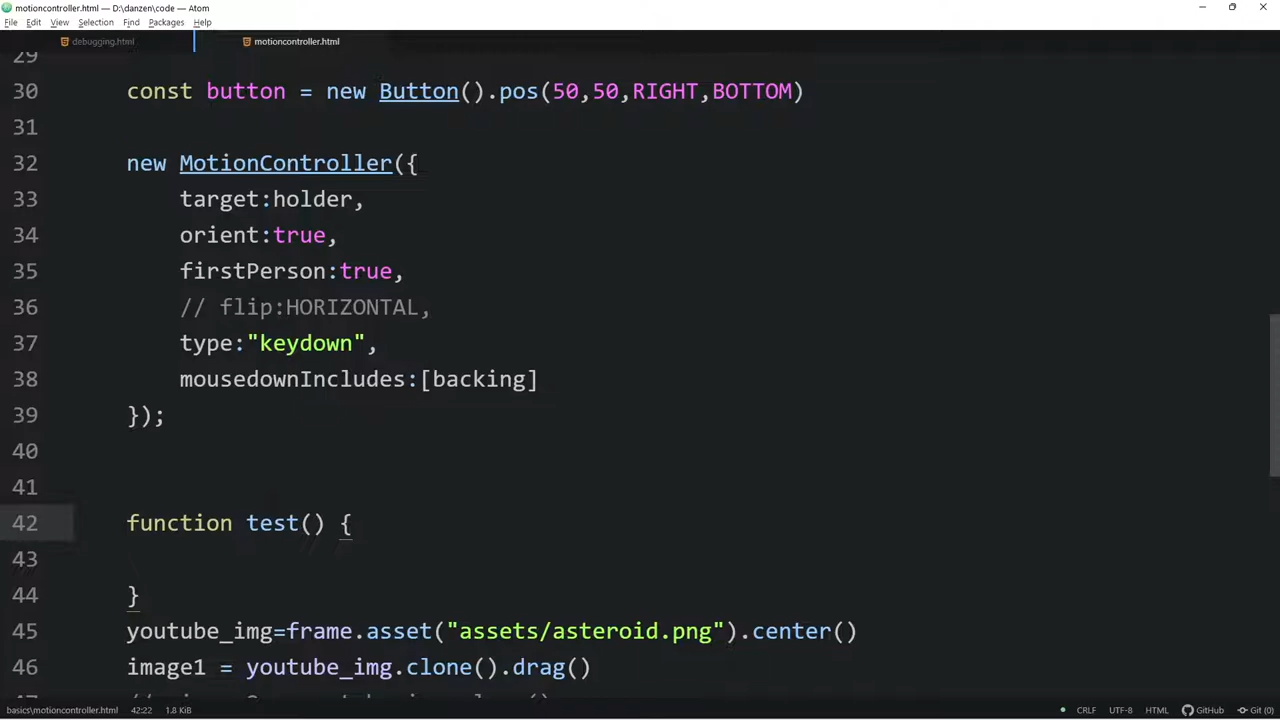 motioncontroller.html — D:\danzen\code — Atom
File Edit View Selection Find Packages Help
debugging.html motioncontroller.html
29
30 const button = new Button().pos(50,50,RIGHT,BOTTOM)
31
32 new MotionController({
33 target:holder,
34 orient:true,
35 firstPerson:true,
36 // flip:HORIZONTAL,
37 type:"keydown",
38 mousedownIncludes:[backing]
39 });
40
41
42 function test() {
43
44 }
45 youtube_img=frame.asset("assets/asteroid.png").center()
46 image1 = youtube_img.clone().drag()
basics\motioncontroller.html 42:22 1.8 KiB CRLF UTF-8 HTML GitHub Git (0)